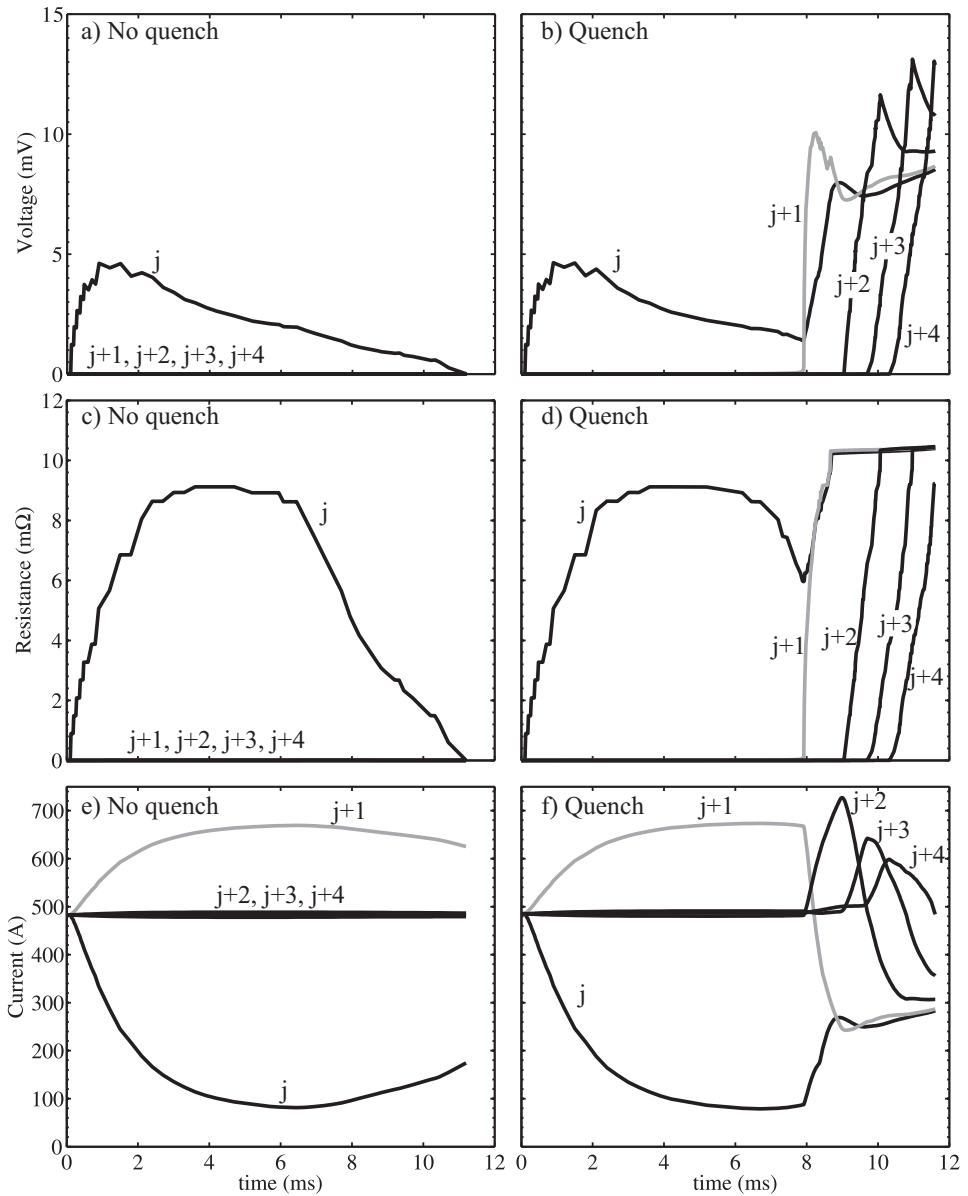 a) No quench
b) Quench
15
10
5
0
Voltage (mV)
j
j+1, j+2, j+3, j+4
j
j+1
j+2
j+3
j+4
c) No quench
d) Quench
12
10
8
6
4
2
0
Resistance (mΩ)
j
j+1, j+2, j+3, j+4
j
j+1
j+2
j+3
j+4
e) No quench
f) Quench
700
600
500
400
300
200
100
0
Current (A)
j+1
j+2, j+3, j+4
j
j+1
j+2
j+3
j+4
j
0 2 4 6 8 10 12
0 2 4 6 8 10 12
time (ms)
time (ms)